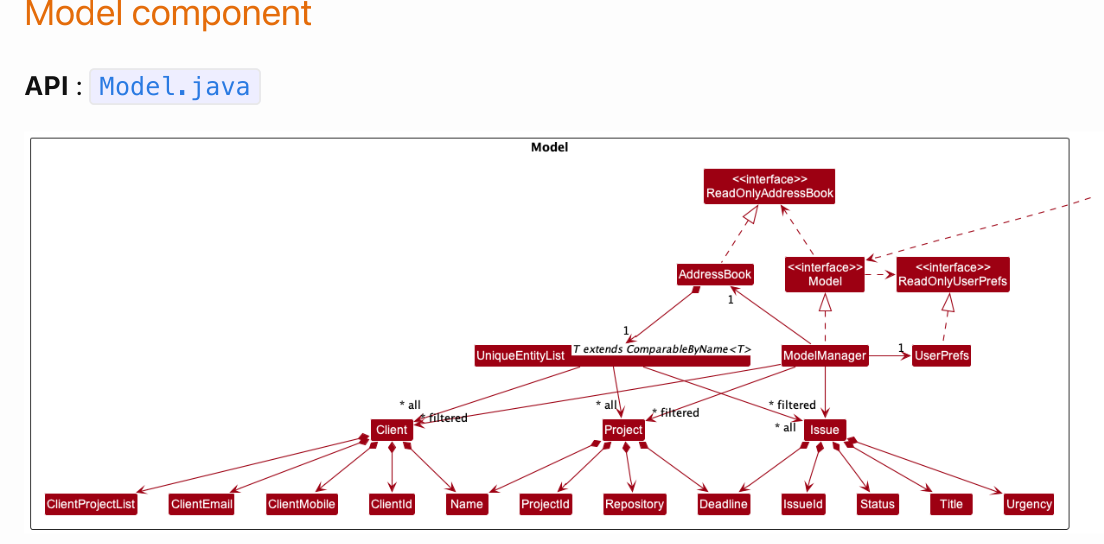 Model component
API : Model.java
Model
<<interface>>
ReadOnlyAddressBook
AddressBook
<<interface>>
Model
<<interface>>
ReadOnlyUserPrefs
1
1
UniqueEntityList
T extends ComparableByName<T>
ModelManager
1
UserPrefs
* all
* filtered
* all
* filtered
* filtered
* all
Client
Project
Issue
ClientProjectList
ClientEmail
ClientMobile
ClientId
Name
ProjectId
Repository
Deadline
IssueId
Status
Title
Urgency